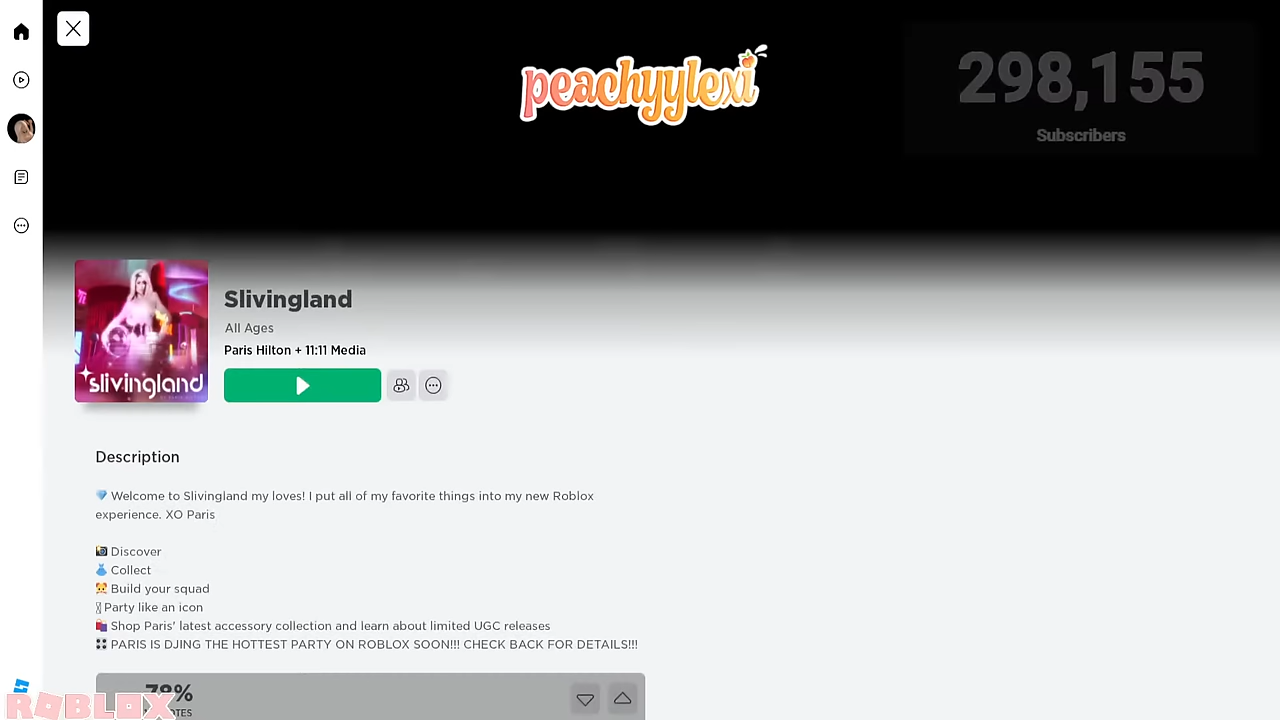 peachyylexi
298,155
Subscribers
slivingland
Slivingland
All Ages
Paris Hilton + 11:11 Media
Description
💎 Welcome to Slivingland my loves! I put all of my favorite things into my new Roblox
experience. XO Paris
📸 Discover
👗 Collect
👯 Build your squad
Party like an icon
🛍️ Shop Paris' latest accessory collection and learn about limited UGC releases
🎛️ PARIS IS DJING THE HOTTEST PARTY ON ROBLOX SOON!!! CHECK BACK FOR DETAILS!!!
78%
ROBLOX